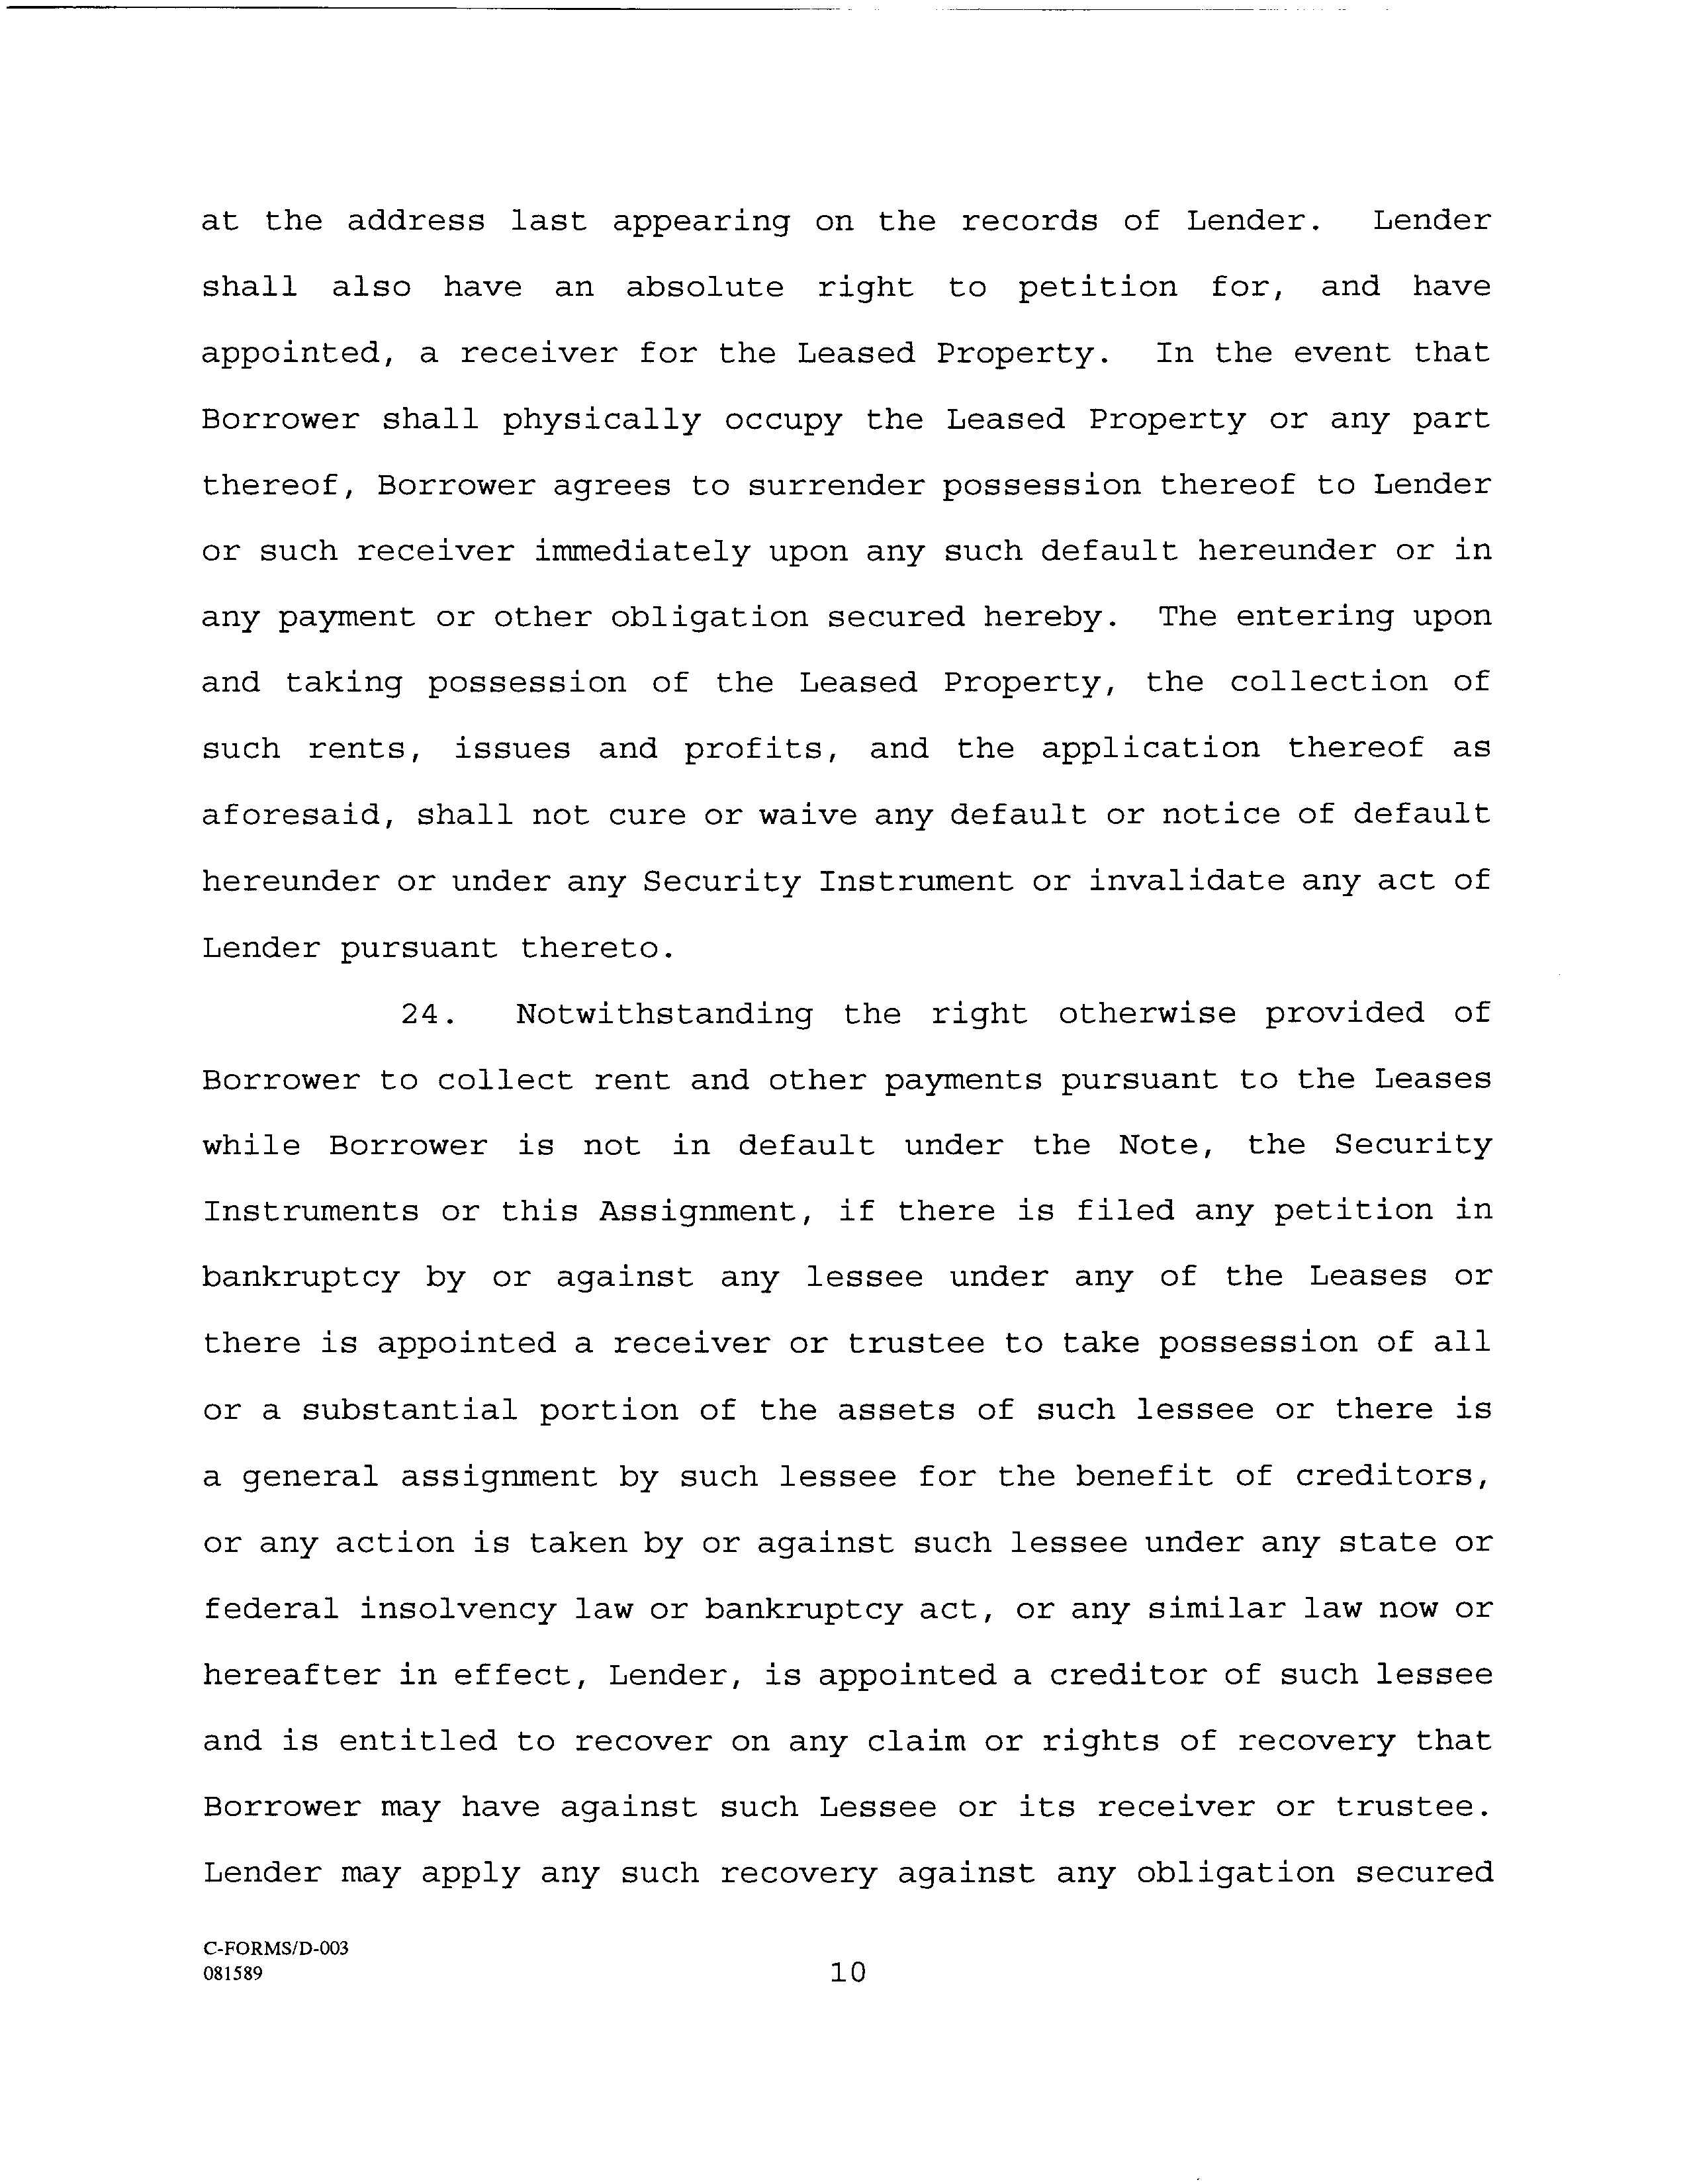 at the address last appearing on the records of Lender. Lender
shall also have an absolute right to petition for, and have
appointed, a receiver for the Leased Property. In the event that
Borrower shall physically occupy the Leased Property or any part
thereof, Borrower agrees to surrender possession thereof to Lender
or such receiver immediately upon any such default hereunder or in
any payment or other obligation secured hereby. The entering upon
and taking possession of the Leased Property, the collection of
such rents, issues and profits, and the application thereof as
aforesaid, shall not cure or waive any default or notice of default
hereunder or under any Security Instrument or invalidate any act of
Lender pursuant thereto.
24. Notwithstanding the right otherwise provided of
Borrower to collect rent and other payments pursuant to the Leases
while Borrower is not in default under the Note, the Security
Instruments or this Assignment, if there is filed any petition in
bankruptcy by or against any lessee under any of the Leases or
there is appointed a receiver or trustee to take possession of all
or a substantial portion of the assets of such lessee or there is
a general assignment by such lessee for the benefit of creditors,
or any action is taken by or against such lessee under any state or
federal insolvency law or bankruptcy act, or any similar law now or
hereafter in effect, Lender, is appointed a creditor of such lessee
and is entitled to recover on any claim or rights of recovery that
Borrower may have against such Lessee or its receiver or trustee.
Lender may apply any such recovery against any obligation secured
C-FORMS/D-003
081589
10